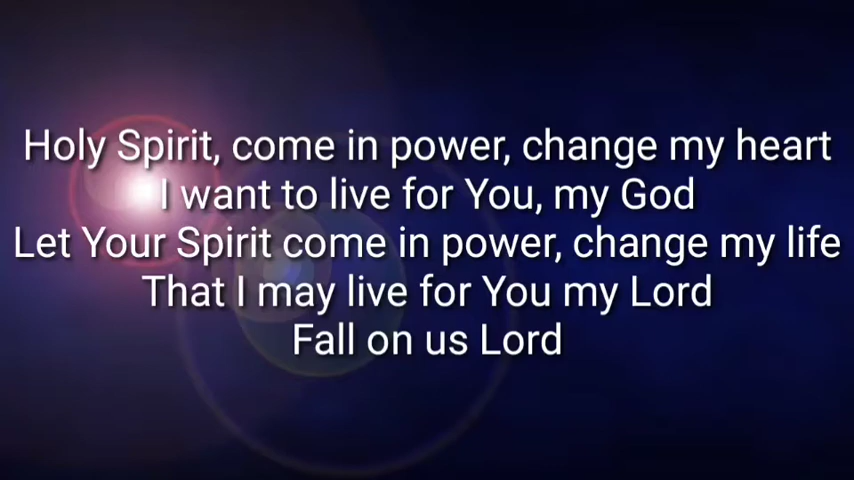 Holy Spirit, come in power, change my heart
I want to live for You, my God
Let Your Spirit come in power, change my life
That I may live for You my Lord
Fall on us Lord